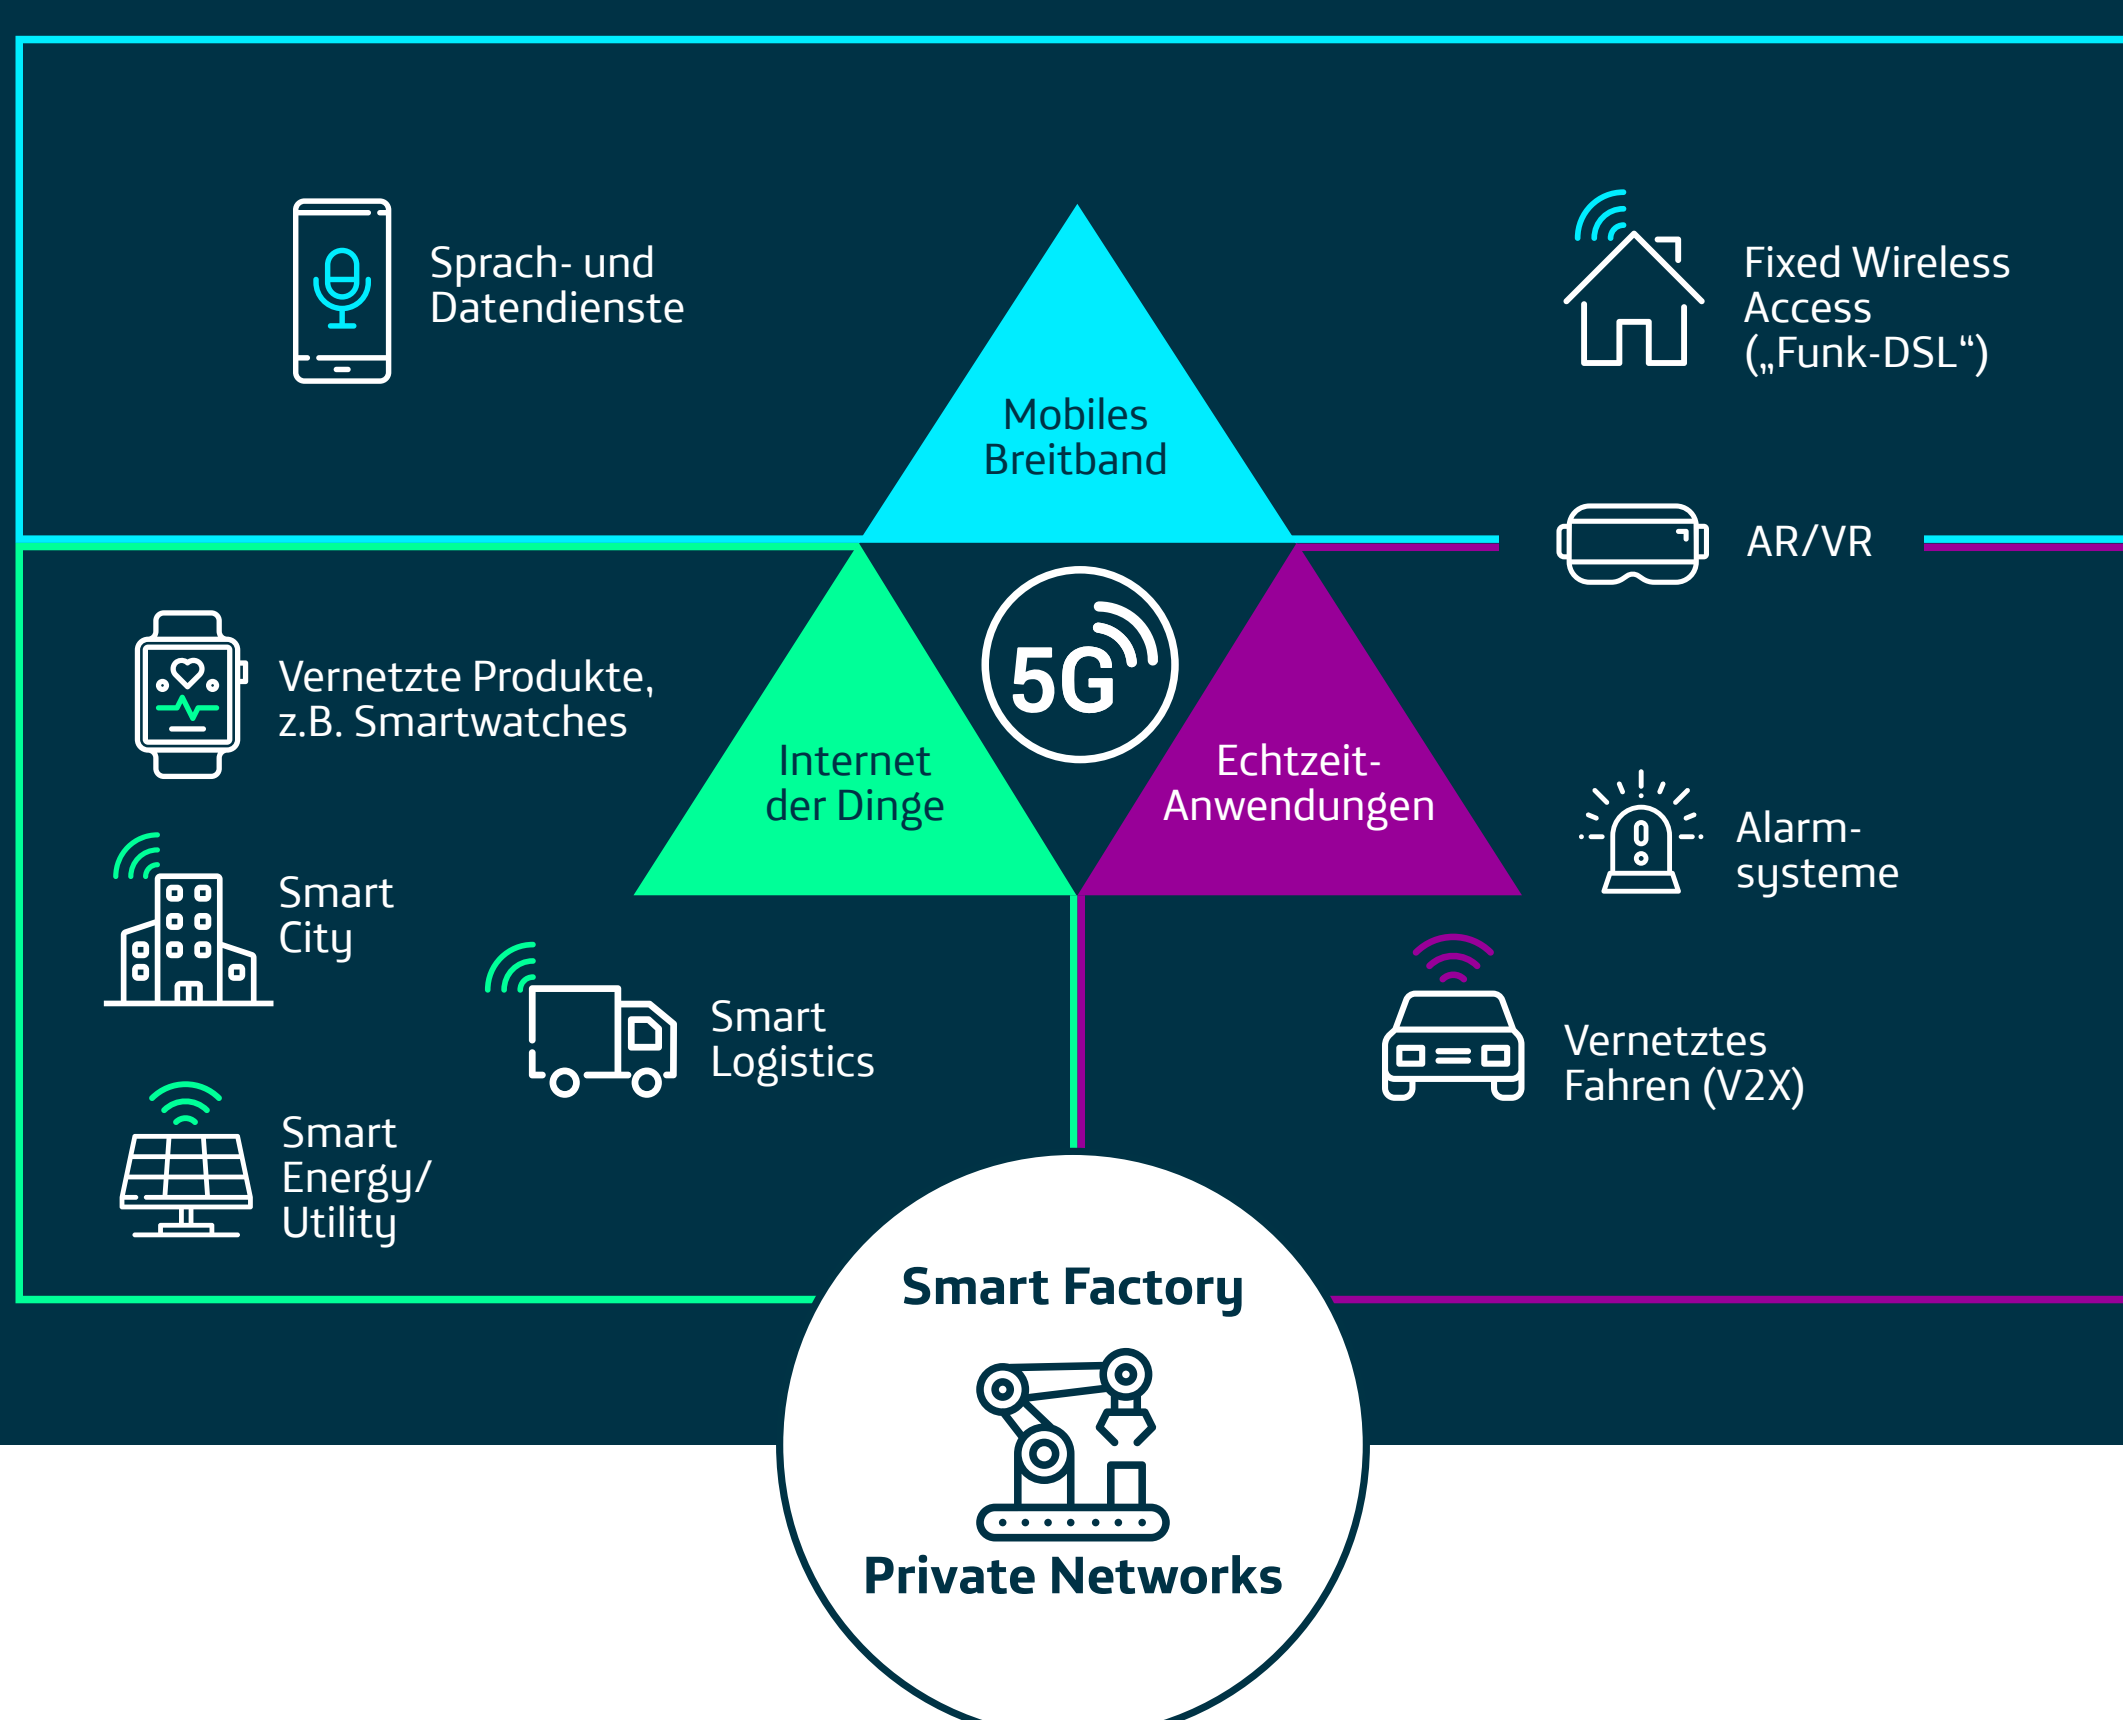 Sprach- und
Datendienste
Fixed Wireless
Access
(„Funk-DSL“)
Mobiles
Breitband
AR/VR
5G
Vernetzte Produkte,
z.B. Smartwatches
Internet
der Dinge
Echtzeit-
Anwendungen
Alarm-
systeme
Smart
City
Smart
Logistics
Vernetztes
Fahren (V2X)
Smart
Energy/
Utility
Smart Factory
Private Networks